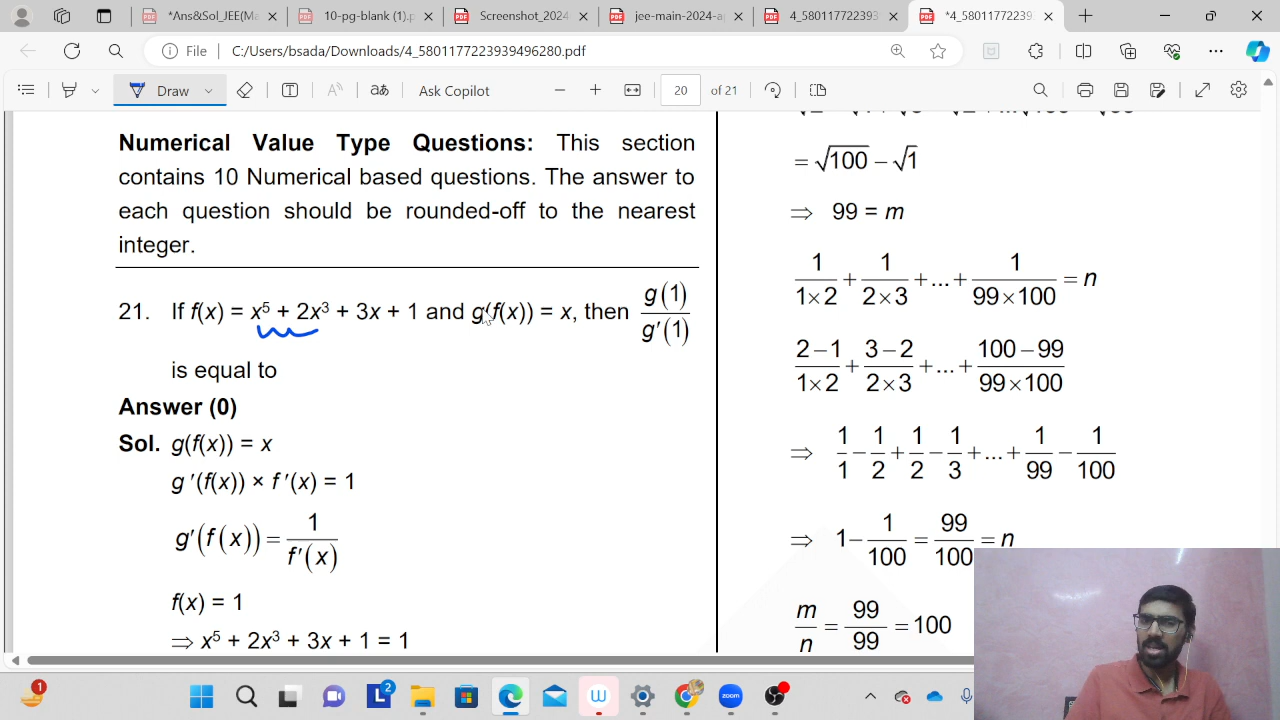 *Ans&Sol_JEE(Ma
10-pg-blank (1).p
Screenshot_2024
jee-main-2024-a
4_58011772239
*4_5801177223
File
C:/Users/bsada/Downloads/4_5801177223939496280.pdf
Draw
Ask Copilot
20
of 21
Numerical Value Type Questions: This section
contains 10 Numerical based questions. The answer to
each question should be rounded-off to the nearest
integer.
21. If f(x) = x⁵ + 2x³ + 3x + 1 and g(f(x)) = x, then g(1)/g′(1)
is equal to
Answer (0)
Sol. g(f(x)) = x
g′(f(x)) × f′(x) = 1
g′(f(x)) = 1/f′(x)
f(x) = 1
⇒ x⁵ + 2x³ + 3x + 1 = 1
= √100 – √1
⇒ 99 = m
1/(1×2) + 1/(2×3) + ... + 1/(99×100) = n
(2–1)/(1×2) + (3–2)/(2×3) + ... + (100–99)/(99×100)
⇒ 1/1 – 1/2 + 1/2 – 1/3 + ... + 1/99 – 1/100
⇒ 1 – 1/100 = 99/100 = n
m/n = 99/99 = 100
1
2
zoom